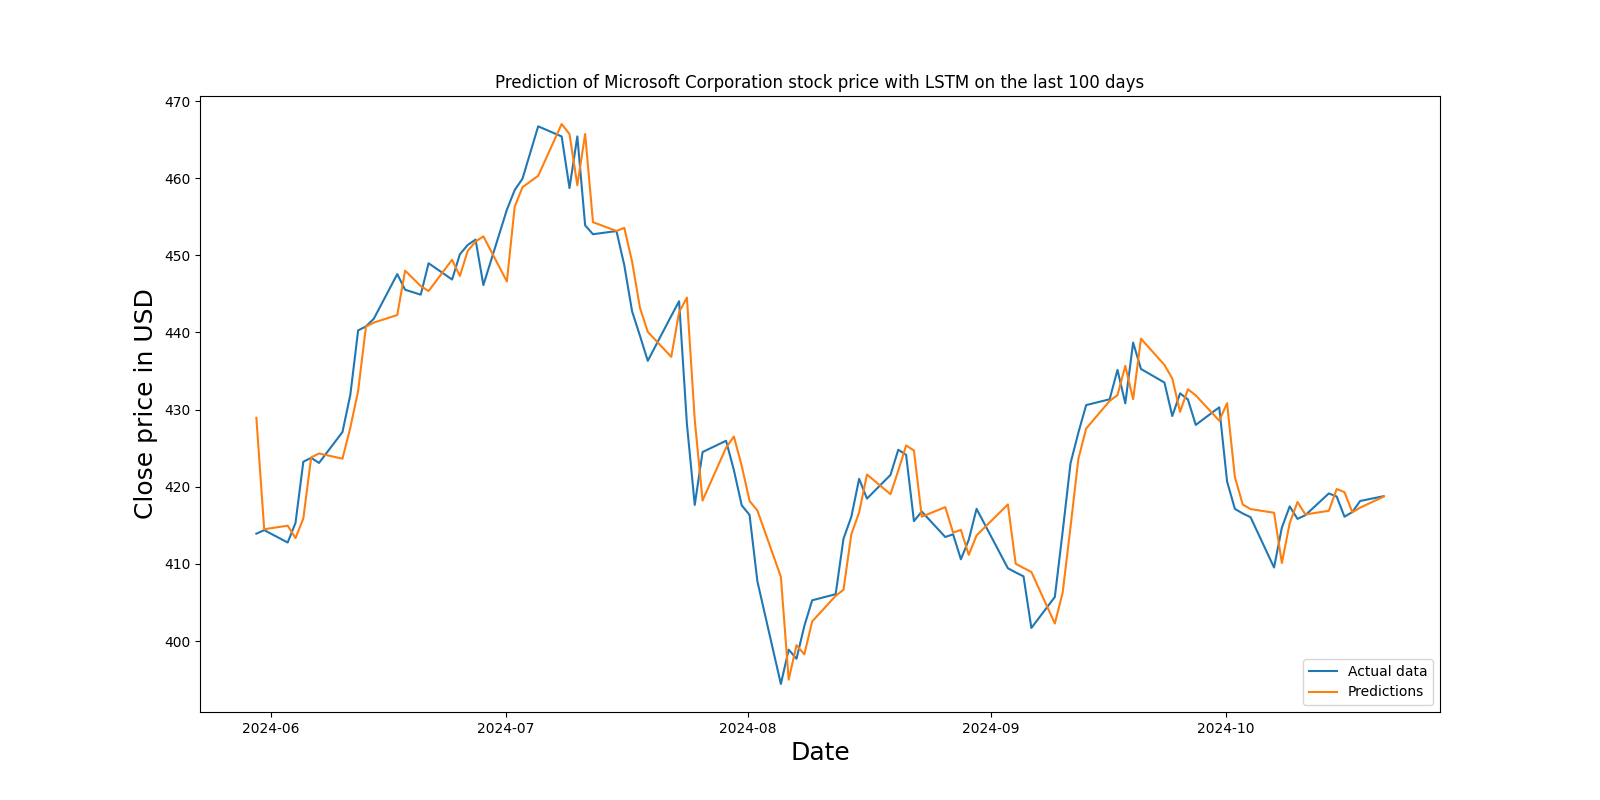 Prediction of Microsoft Corporation stock price with LSTM on the last 100 days
470
460
450
440
430
420
410
400
Close price in USD
2024-06
2024-07
2024-08
2024-09
2024-10
Date
Actual data
Predictions